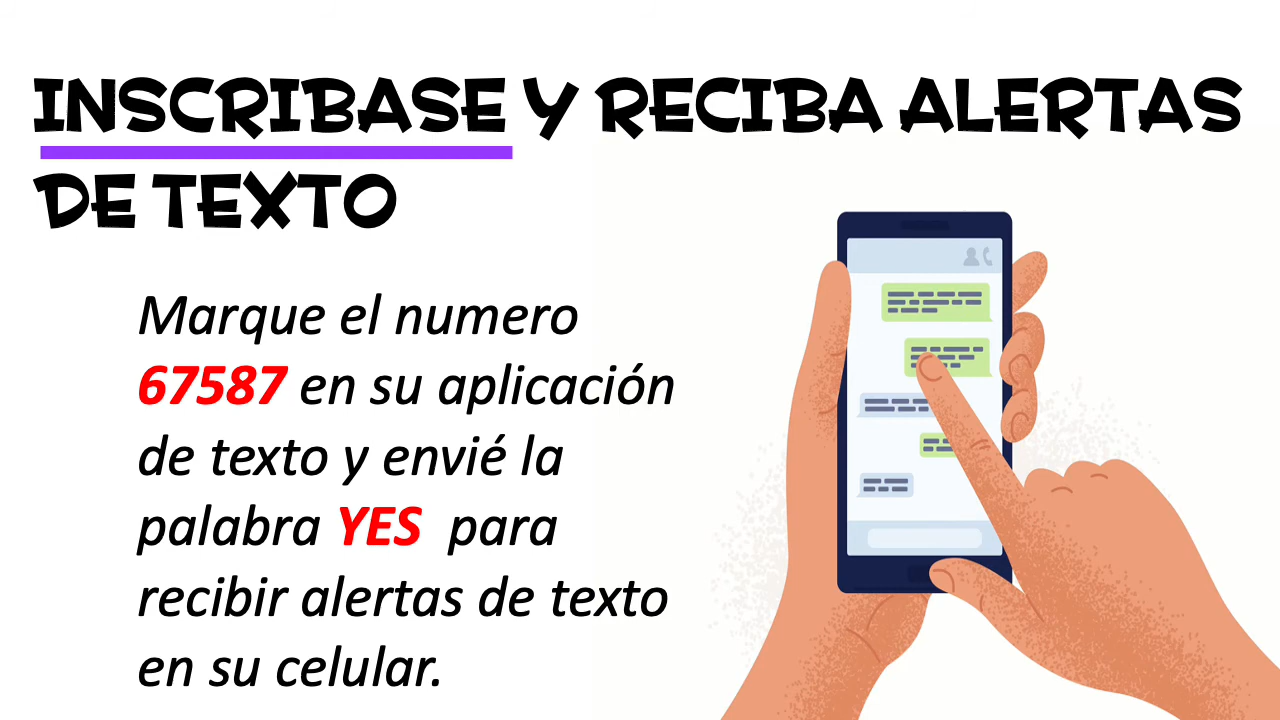 INSCRIBASE Y RECIBA ALERTAS
DE TEXTO
Marque el numero
67587 en su aplicación
de texto y envié la
palabra YES para
recibir alertas de texto
en su celular.